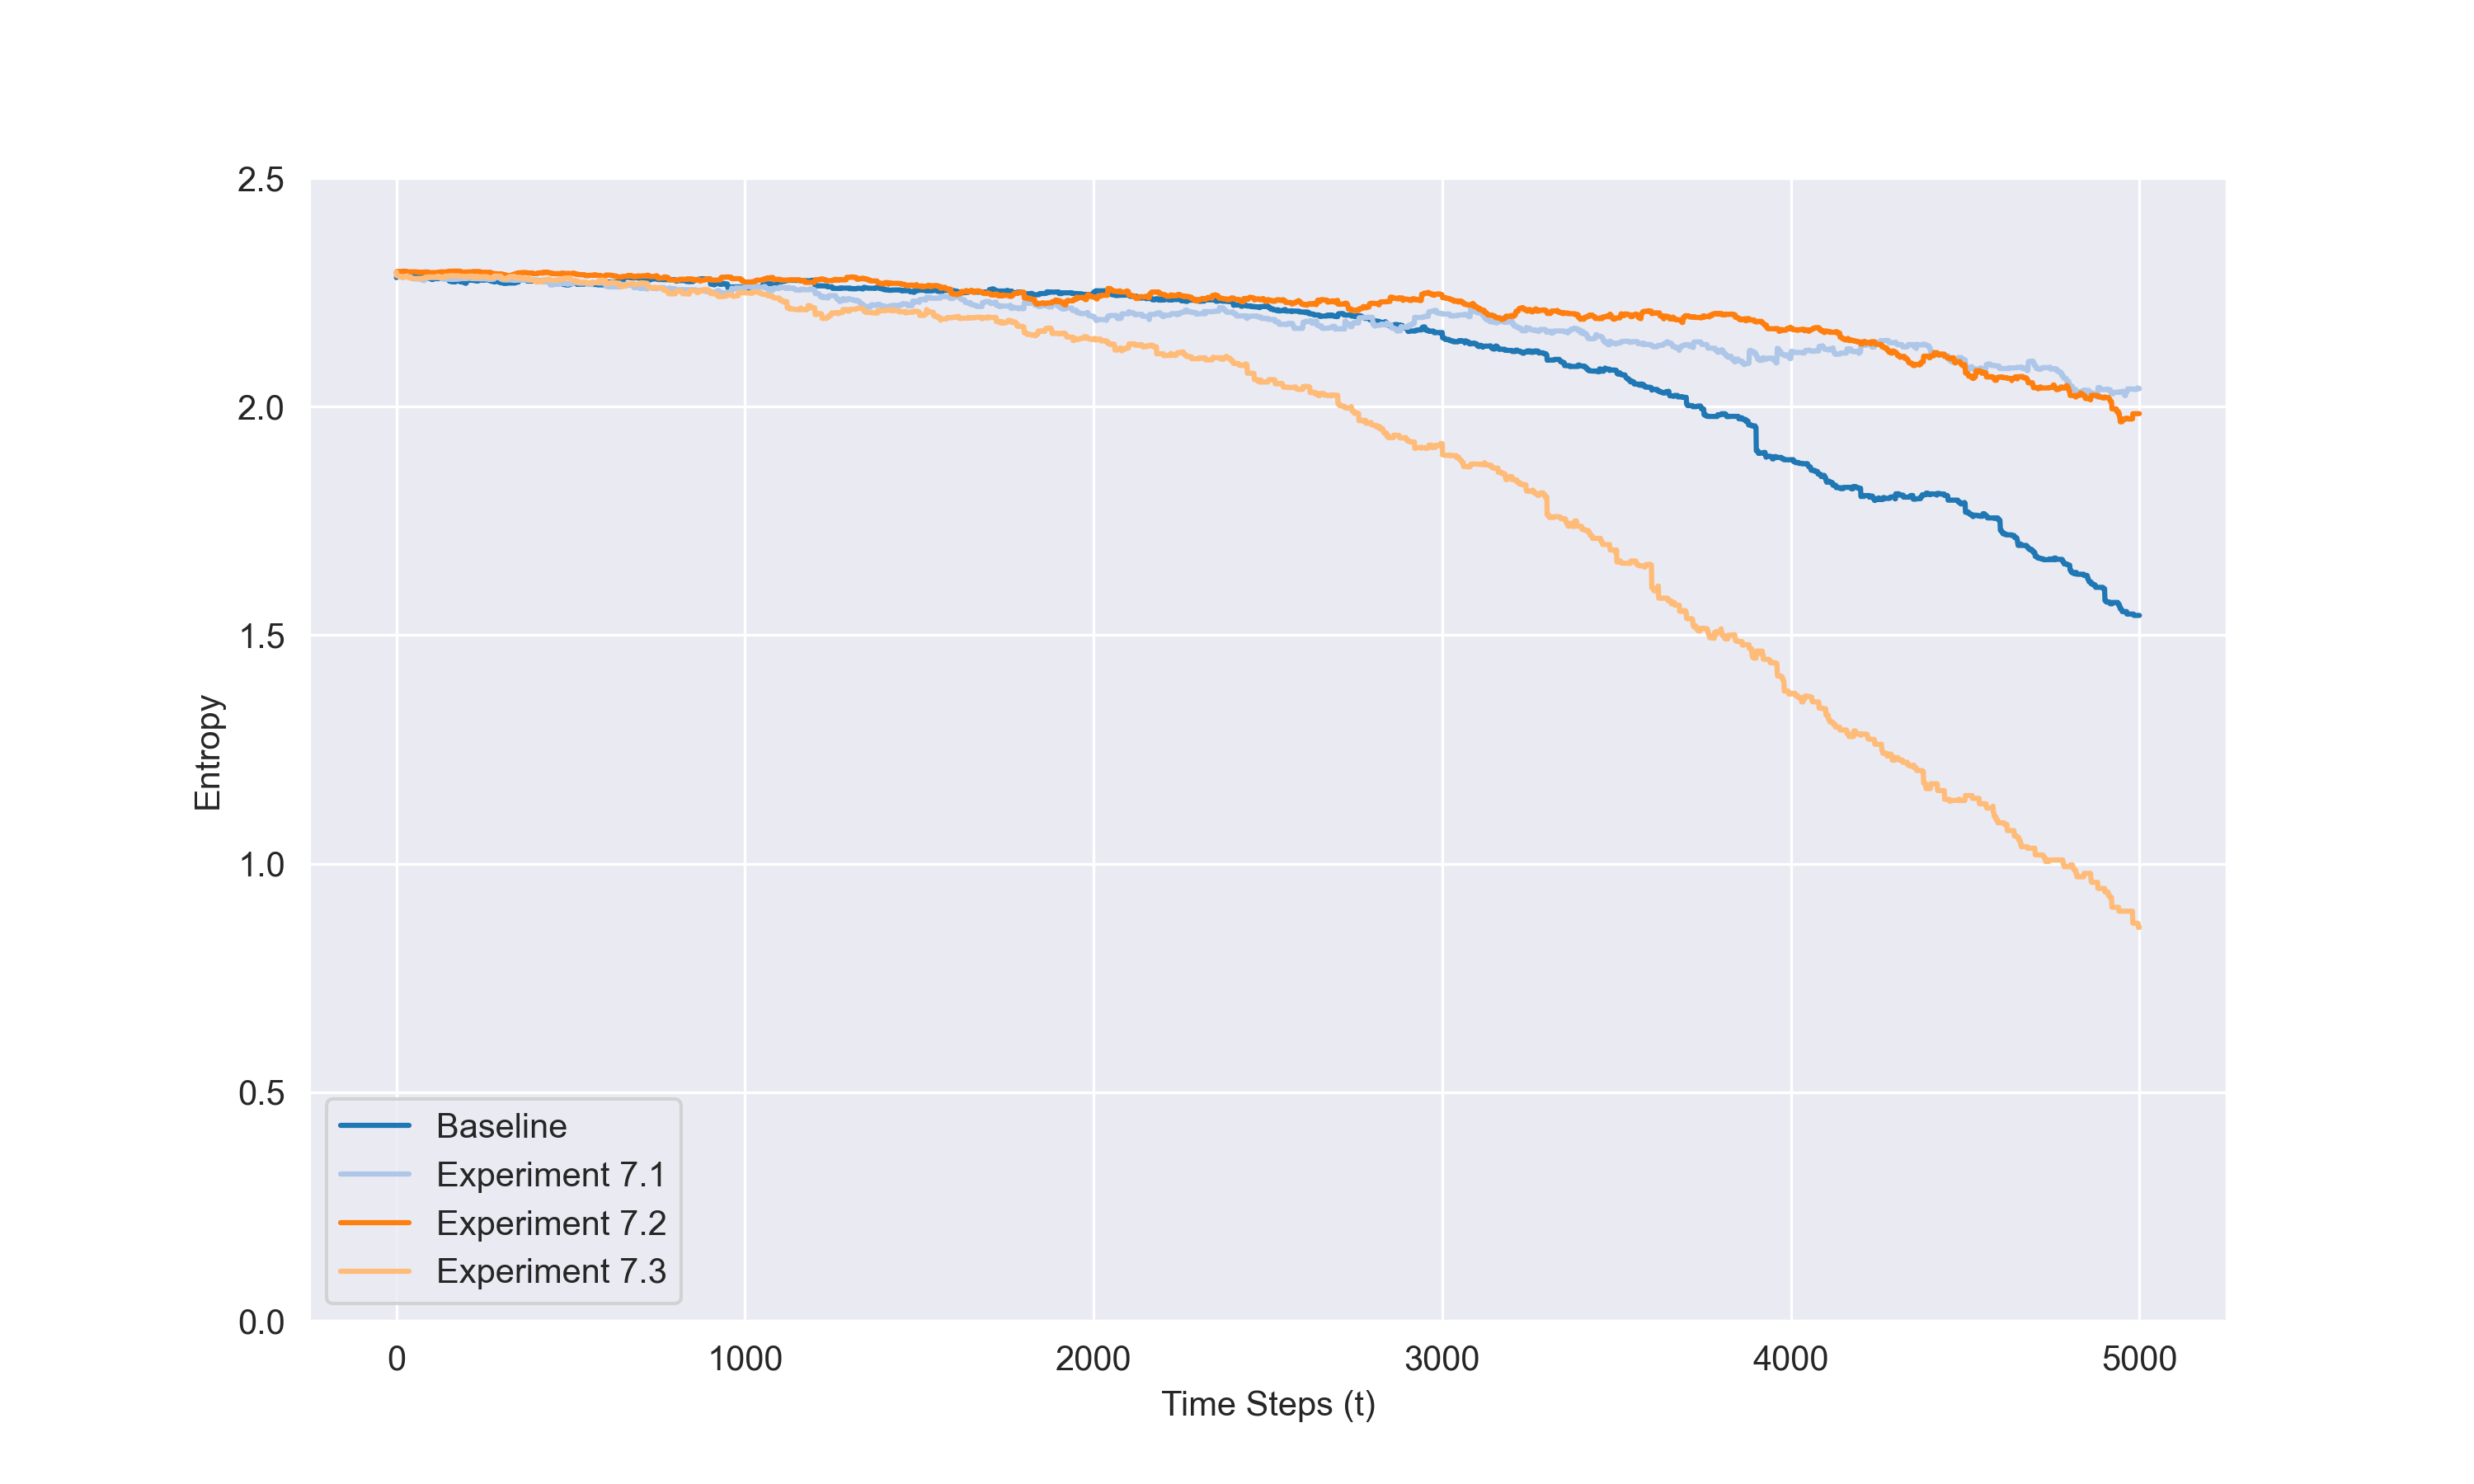 2.5
2.0
1.5
1.0
0.5
0.0
Entropy
Baseline
Experiment 7.1
Experiment 7.2
Experiment 7.3
0 1000 2000 3000 4000 5000
Time Steps (t)